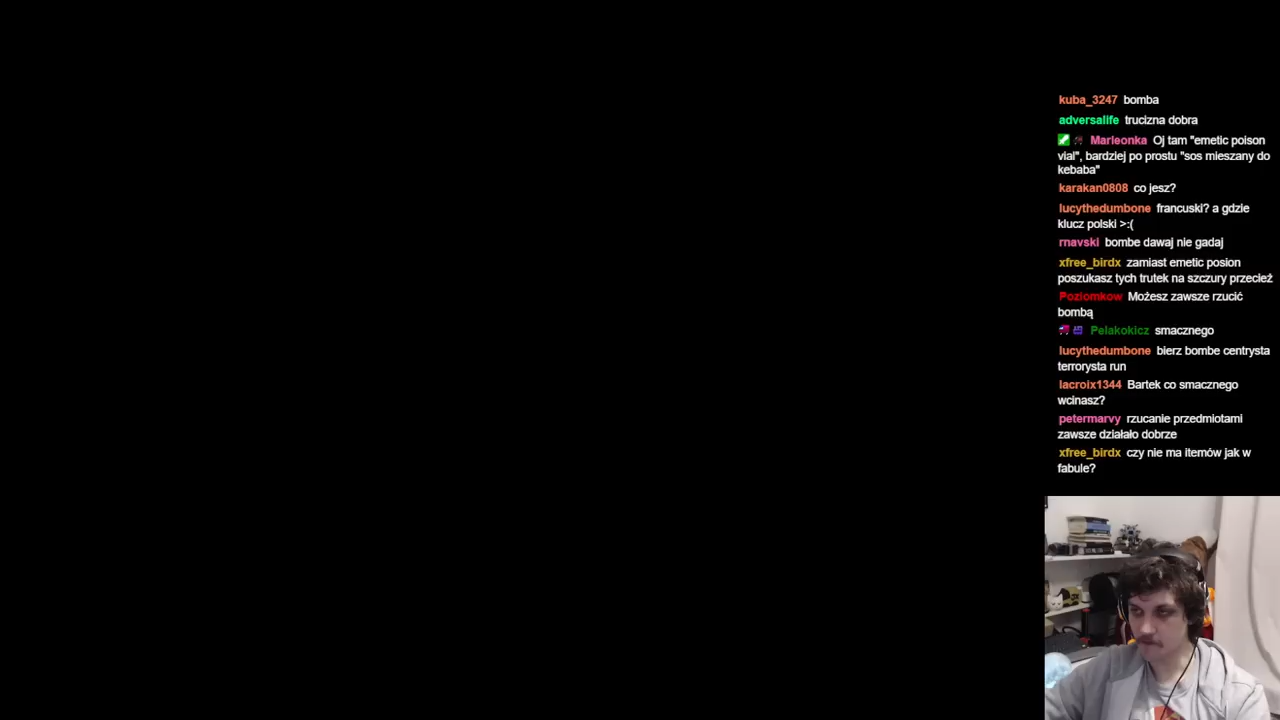 kuba_3247 bomba
adversalife trucizna dobra
Marleonka Oj tam "emetic poison
vial", bardziej po prostu "sos mieszany do
kebaba"
karakan0808 co jesz?
lucythedumbone francuski? a gdzie
klucz polski >:(
rnavski bombe dawaj nie gadaj
xfree_birdx zamiast emetic posion
poszukasz tych trutek na szczury przecież
Poziomkow Możesz zawsze rzucić
bombą
Pelakokicz smacznego
lucythedumbone bierz bombe centrysta
terrorysta run
lacroix1344 Bartek co smacznego
wcinasz?
petermarvy rzucanie przedmiotami
zawsze działało dobrze
xfree_birdx czy nie ma itemów jak w
fabule?